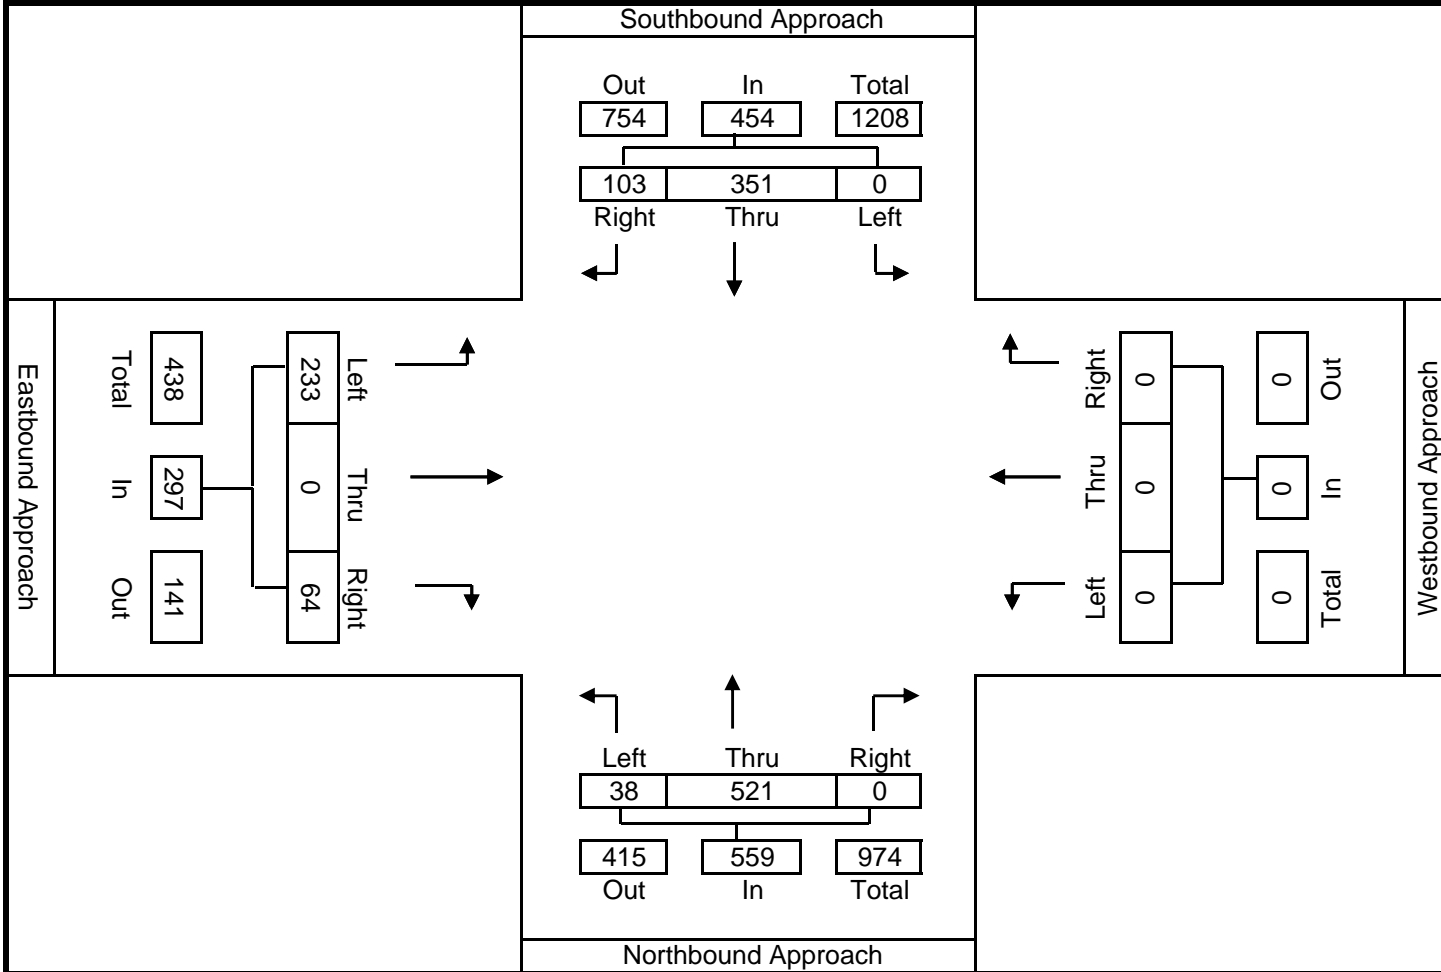 Southbound Approach
Out In Total
754 454 1208
103 351 0
Right Thru Left
Eastbound Approach
Total In Out
438 297 141
233 0 64
Left Thru Right
Right Thru Left
0 0 0
0 0 0
Out In Total
Westbound Approach
Left Thru Right
38 521 0
415 559 974
Out In Total
Northbound Approach